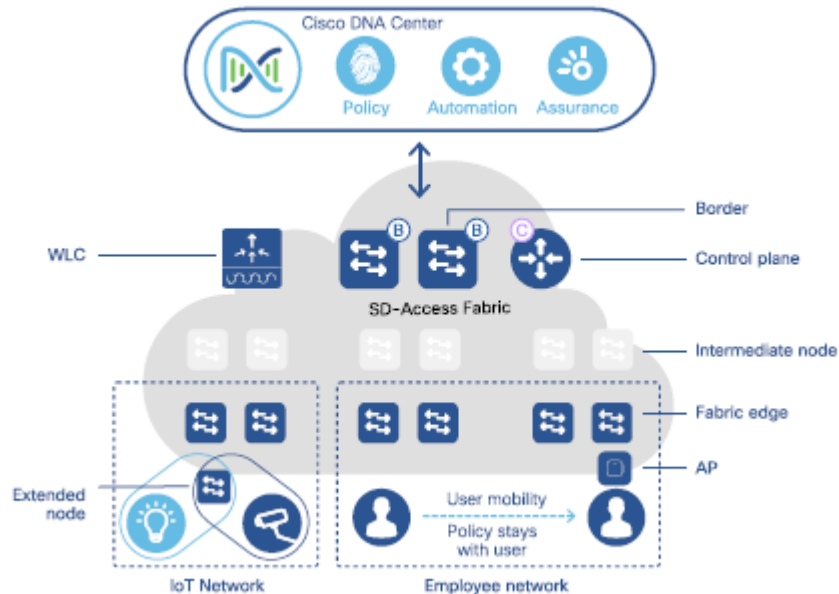 Cisco DNA Center
Policy
Automation
Assurance
B
B
C
Border
WLC
Control plane
SD-Access Fabric
Intermediate node
Fabric edge
AP
Extended
node
User mobility
Policy stays
with user
IoT Network
Employee network